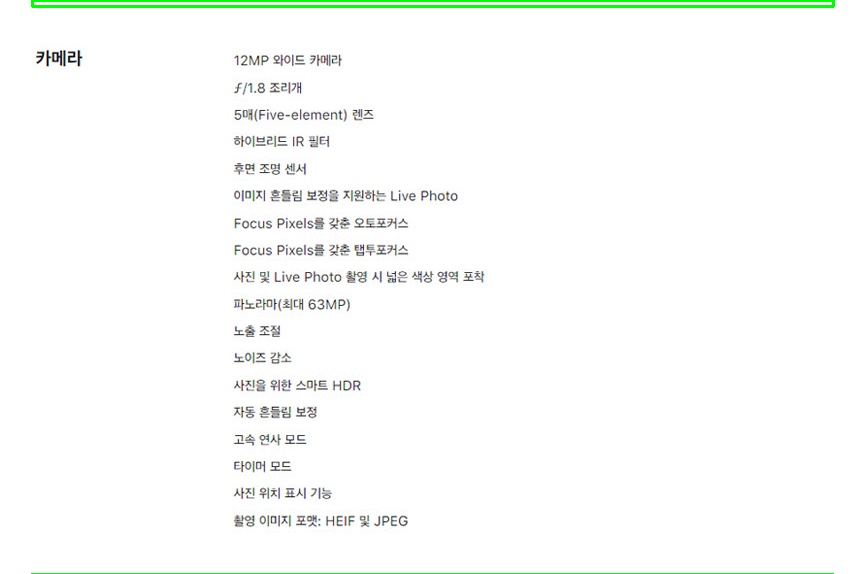 카메라
12MP 와이드 카메라
ƒ/1.8 조리개
5매(Five-element) 렌즈
하이브리드 IR 필터
후면 조명 센서
이미지 흔들림 보정을 지원하는 Live Photo
Focus Pixels를 갖춘 오토포커스
Focus Pixels를 갖춘 탭투포커스
사진 및 Live Photo 촬영 시 넓은 색상 영역 포착
파노라마(최대 63MP)
노출 조절
노이즈 감소
사진을 위한 스마트 HDR
자동 흔들림 보정
고속 연사 모드
타이머 모드
사진 위치 표시 기능
촬영 이미지 포맷: HEIF 및 JPEG